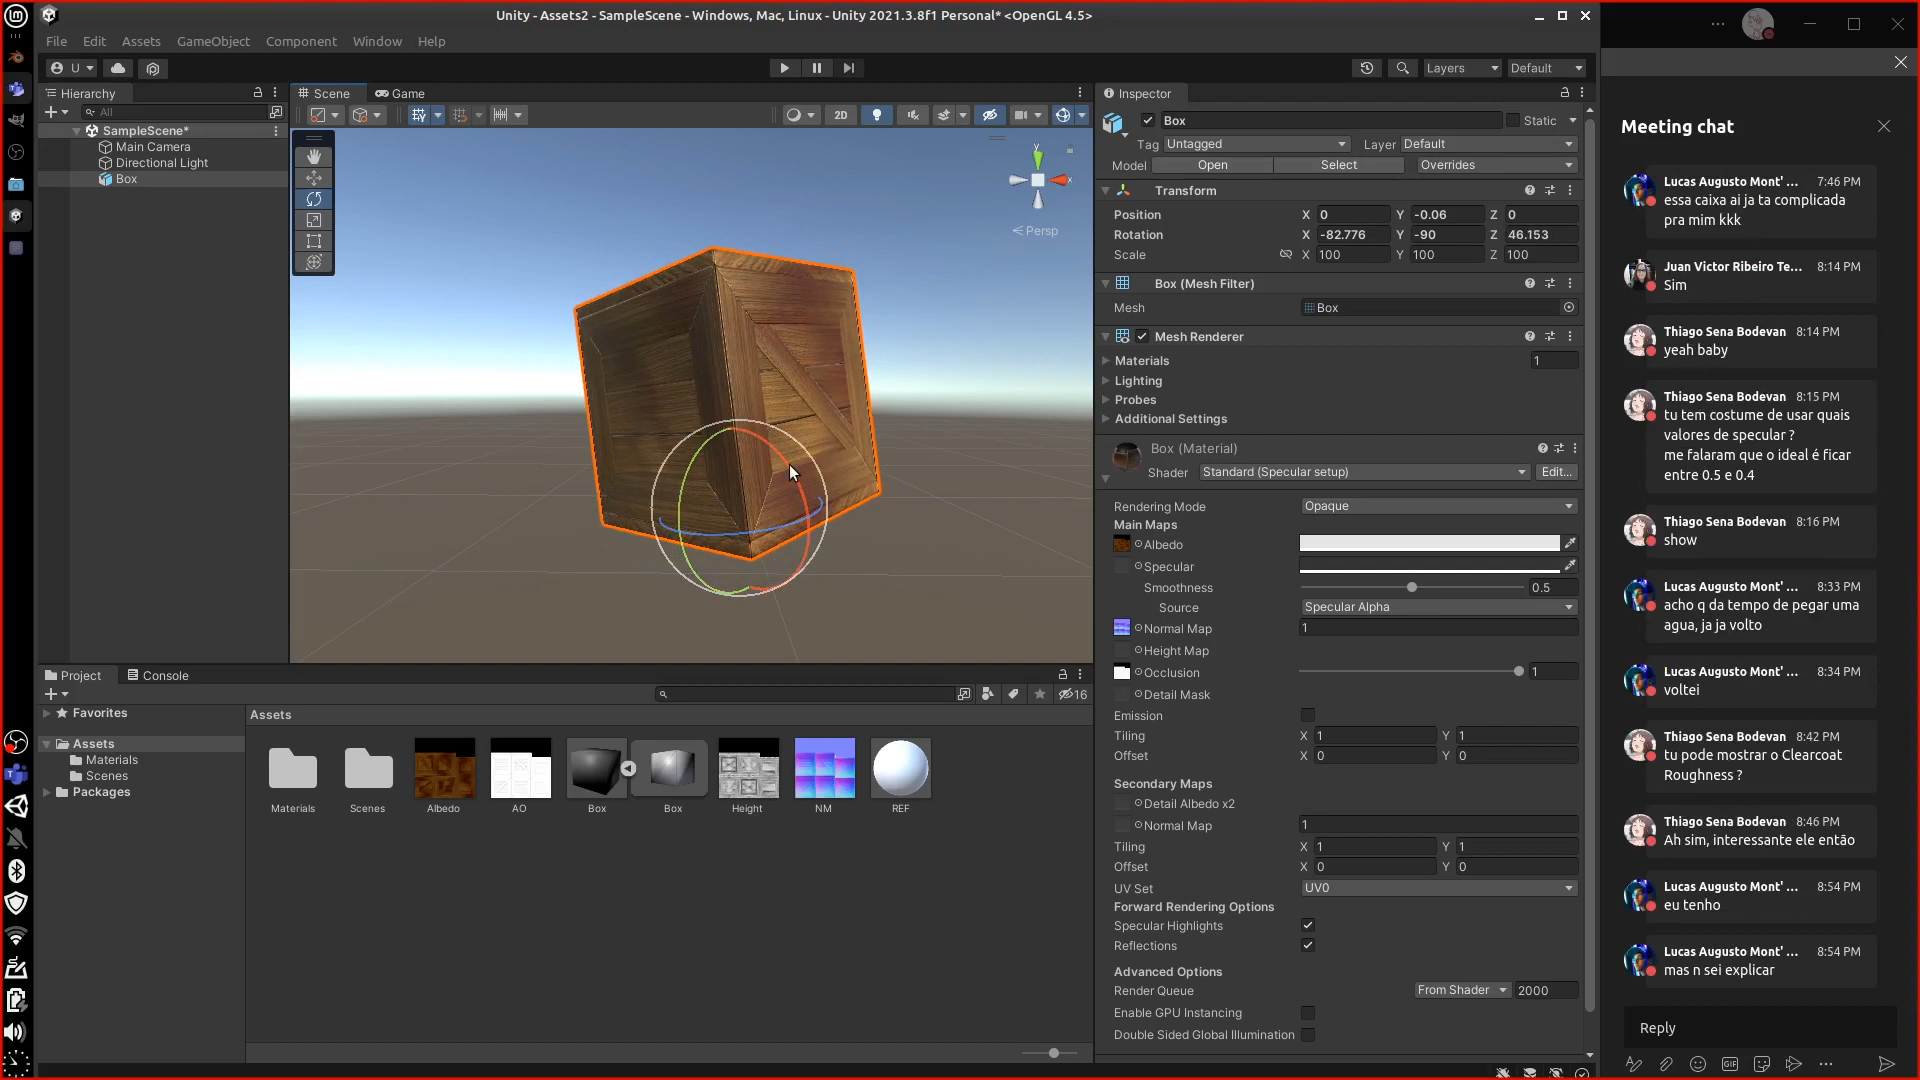 Unity - Assets2 - SampleScene - Windows, Mac, Linux - Unity 2021.3.8f1 Personal* <OpenGL 4.5>
File Edit Assets GameObject Component Window Help
U
Layers
Default
Hierarchy
All
SampleScene*
Main Camera
Directional Light
Box
Scene
Game
2D
y
x
Persp
Inspector
Box
Static
Tag Untagged
Layer Default
Model Open Select Overrides
Transform
Position X 0 Y -0.06 Z 0
Rotation X -82.776 Y -90 Z 46.153
Scale X 100 Y 100 Z 100
Box (Mesh Filter)
Mesh Box
Mesh Renderer
Materials 1
Lighting
Probes
Additional Settings
Box (Material)
Shader Standard (Specular setup) Edit...
Rendering Mode Opaque
Main Maps
Albedo
Specular
Smoothness 0.5
Source Specular Alpha
Normal Map 1
Height Map
Occlusion 1
Detail Mask
Emission
Tiling X 1 Y 1
Offset X 0 Y 0
Secondary Maps
Detail Albedo x2
Normal Map 1
Tiling X 1 Y 1
Offset X 0 Y 0
UV Set UV0
Forward Rendering Options
Specular Highlights
Reflections
Advanced Options
Render Queue From Shader 2000
Enable GPU Instancing
Double Sided Global Illumination
Project
Console
16
Favorites
Assets
Materials
Scenes
Packages
Assets
Materials Scenes Albedo AO Box Box Height NM REF
Meeting chat
Lucas Augusto Mont' ... 7:46 PM
essa caixa ai ja ta complicada
pra mim kkk
Juan Victor Ribeiro Te... 8:14 PM
Sim
Thiago Sena Bodevan 8:14 PM
yeah baby
Thiago Sena Bodevan 8:15 PM
tu tem costume de usar quais
valores de specular ?
me falaram que o ideal é ficar
entre 0.5 e 0.4
Thiago Sena Bodevan 8:16 PM
show
Lucas Augusto Mont' ... 8:33 PM
acho q da tempo de pegar uma
agua, ja ja volto
Lucas Augusto Mont' ... 8:34 PM
voltei
Thiago Sena Bodevan 8:42 PM
tu pode mostrar o Clearcoat
Roughness ?
Thiago Sena Bodevan 8:46 PM
Ah sim, interessante ele então
Lucas Augusto Mont' ... 8:54 PM
eu tenho
Lucas Augusto Mont' ... 8:54 PM
mas n sei explicar
Reply
GIF